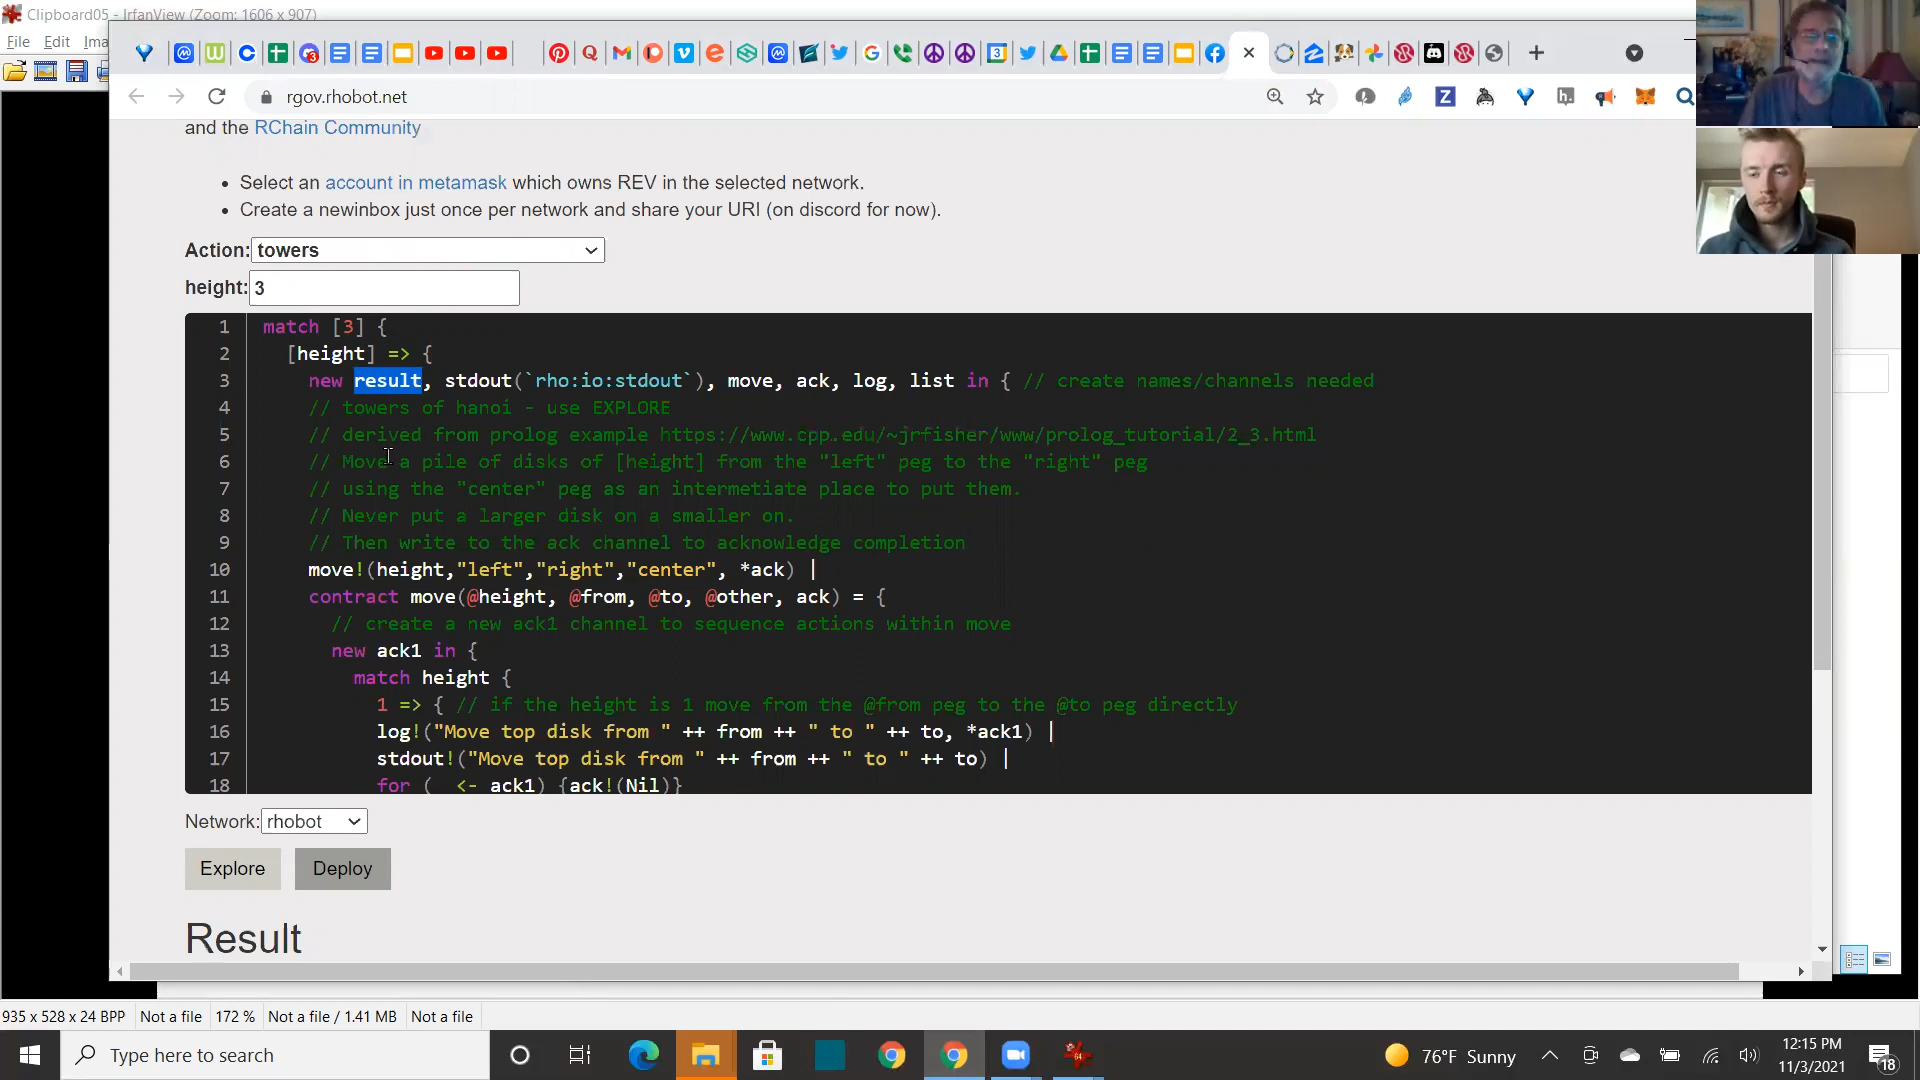 Clipboard05 - IrfanView (Zoom: 1606 x 907)
File Edit Ima
rgov.rhobot.net
and the RChain Community
Select an account in metamask which owns REV in the selected network.
Create a newinbox just once per network and share your URI (on discord for now).
Action: towers
height: 3
1 match [3] {
2 [height] => {
3 new result, stdout(`rho:io:stdout`), move, ack, log, list in { // create names/channels needed
4 // towers of hanoi - use EXPLORE
5 // derived from prolog example https://www.cpp.edu/~jrfisher/www/prolog_tutorial/2_3.html
6 // Move a pile of disks of [height] from the "left" peg to the "right" peg
7 // using the "center" peg as an intermetiate place to put them.
8 // Never put a larger disk on a smaller on.
9 // Then write to the ack channel to acknowledge completion
10 move!(height,"left","right","center", *ack) |
11 contract move(@height, @from, @to, @other, ack) = {
12 // create a new ack1 channel to sequence actions within move
13 new ack1 in {
14 match height {
15 1 => { // if the height is 1 move from the @from peg to the @to peg directly
16 log!("Move top disk from " ++ from ++ " to " ++ to, *ack1) |
17 stdout!("Move top disk from " ++ from ++ " to " ++ to) |
18 for ( <- ack1) {ack!(Nil)}
Network: rhobot
Explore Deploy
Result
935 x 528 x 24 BPP Not a file 172 % Not a file / 1.41 MB Not a file
Type here to search
76°F Sunny
12:15 PM
11/3/2021
18